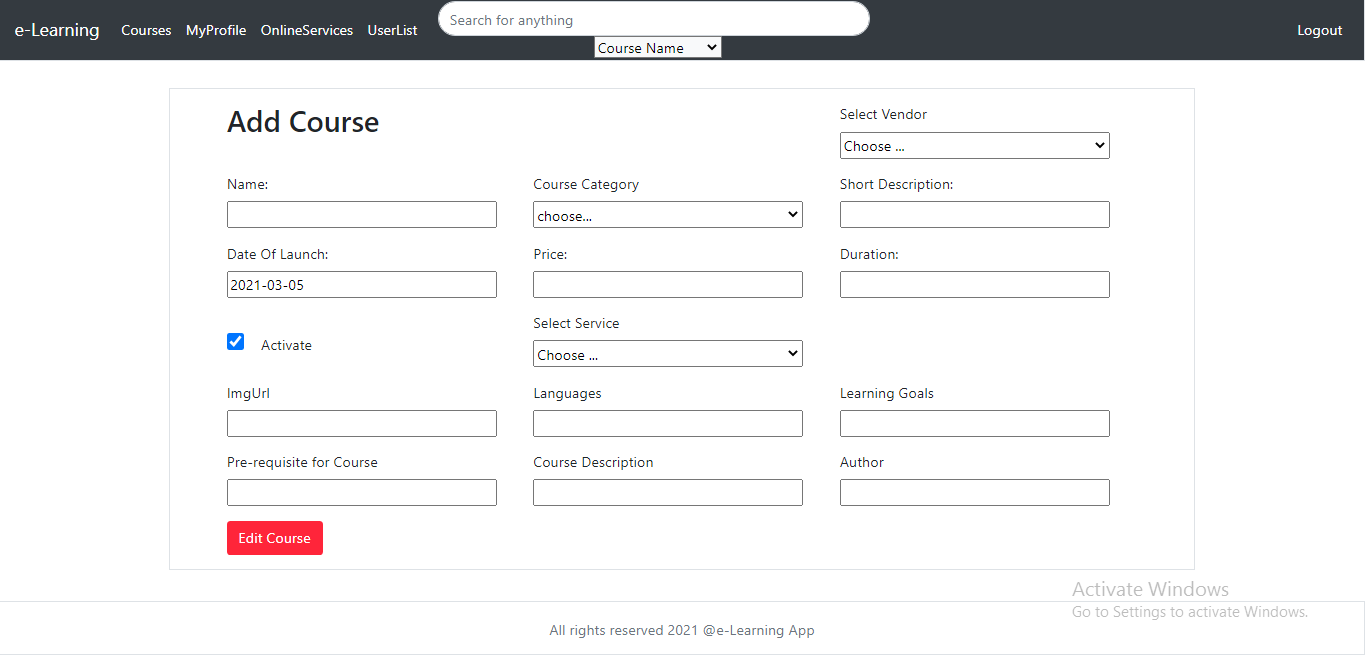 e-Learning Courses MyProfile OnlineServices UserList Search for anything Logout
Course Name
Add Course
Select Vendor
Choose ...
Name: Course Category Short Description:
choose...
Date Of Launch: Price: Duration:
2021-03-05
Select Service
Activate
Choose ...
ImgUrl Languages Learning Goals
Pre-requisite for Course Course Description Author
Edit Course
Activate Windows
Go to Settings to activate Windows.
All rights reserved 2021 @e-Learning App